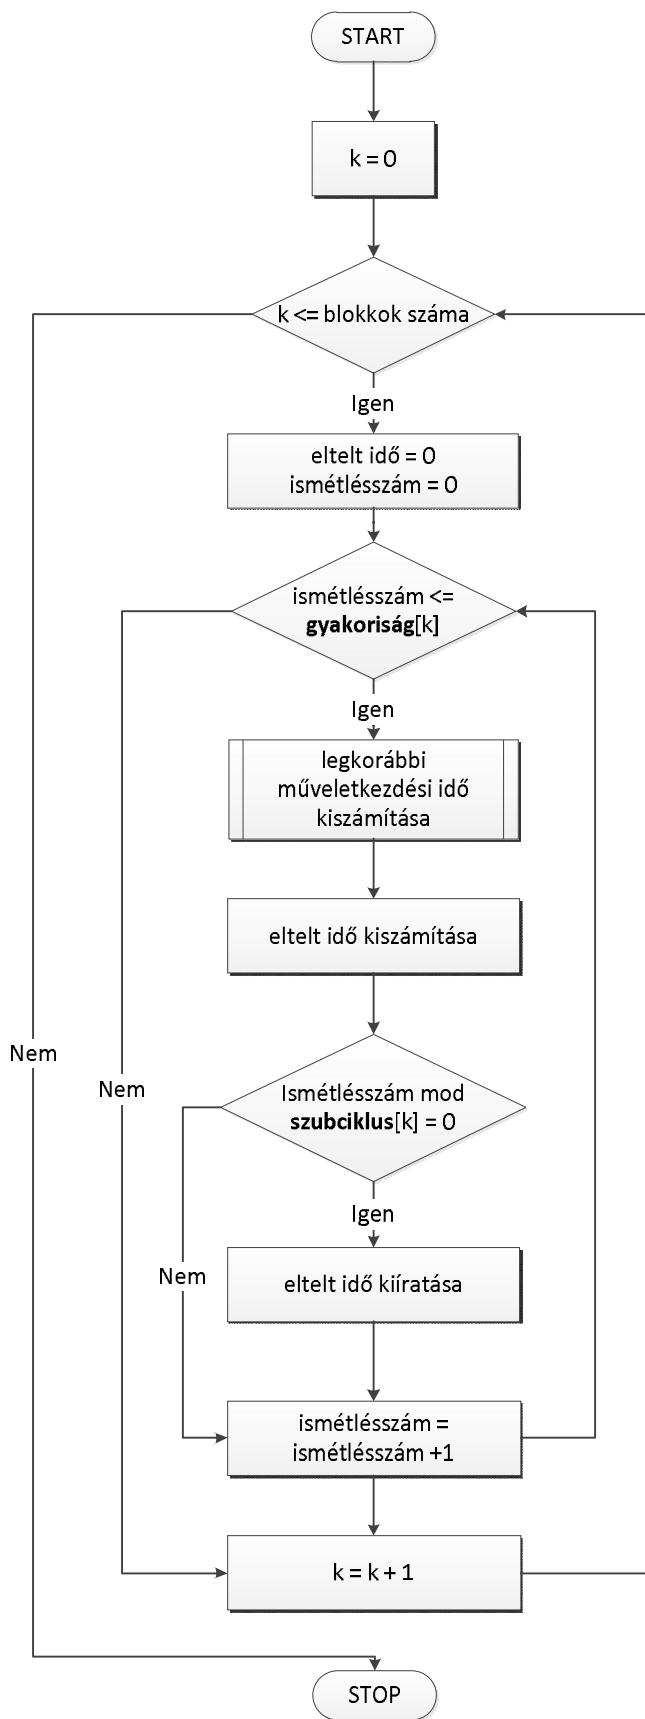 START
k = 0
k <= blokkok száma
Igen
eltelt idő = 0
ismétlésszám = 0
ismétlésszám <=
gyakoriság[k]
Igen
legkorábbi
műveletkezdési idő
kiszámítása
eltelt idő kiszámítása
Nem
Nem
Ismétlésszám mod
szubciklus[k] = 0
Igen
Nem
eltelt idő kiíratása
ismétlésszám =
ismétlésszám +1
k = k + 1
STOP